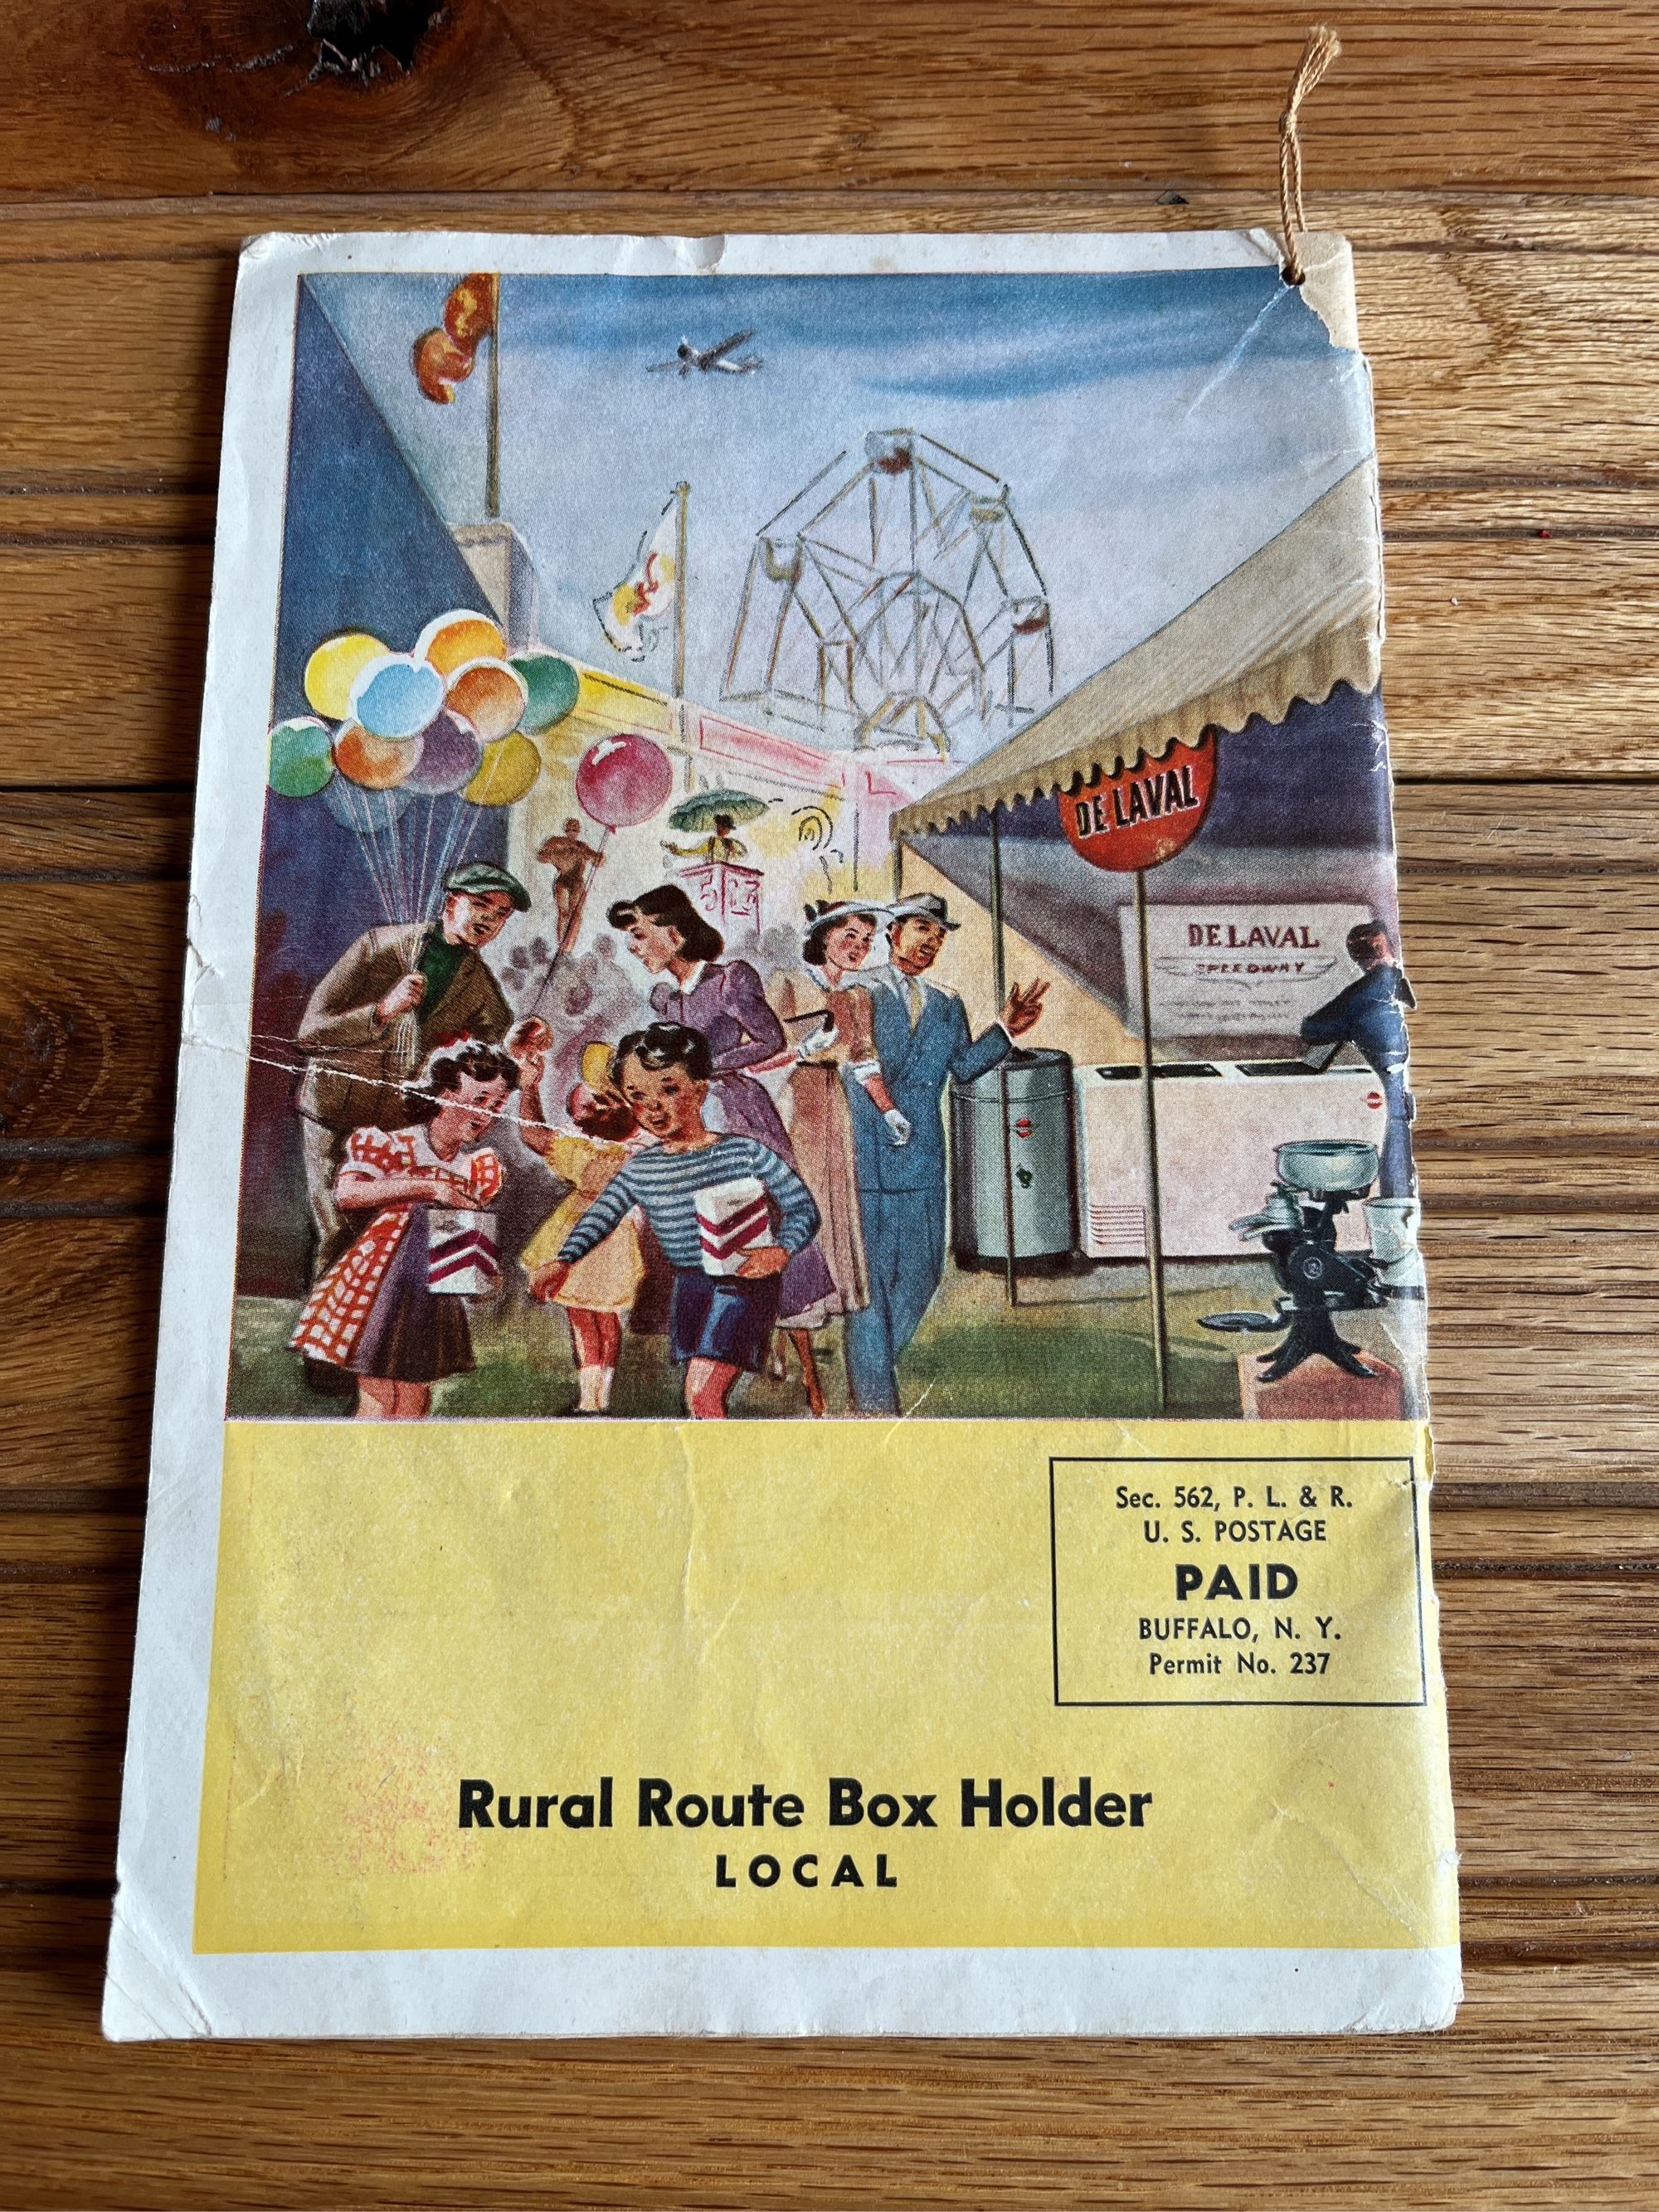 DE LAVAL
DE LAVAL
SPEEDWAY
Sec. 562, P. L. & R.
U. S. POSTAGE
PAID
BUFFALO, N. Y.
Permit No. 237
Rural Route Box Holder
LOCAL